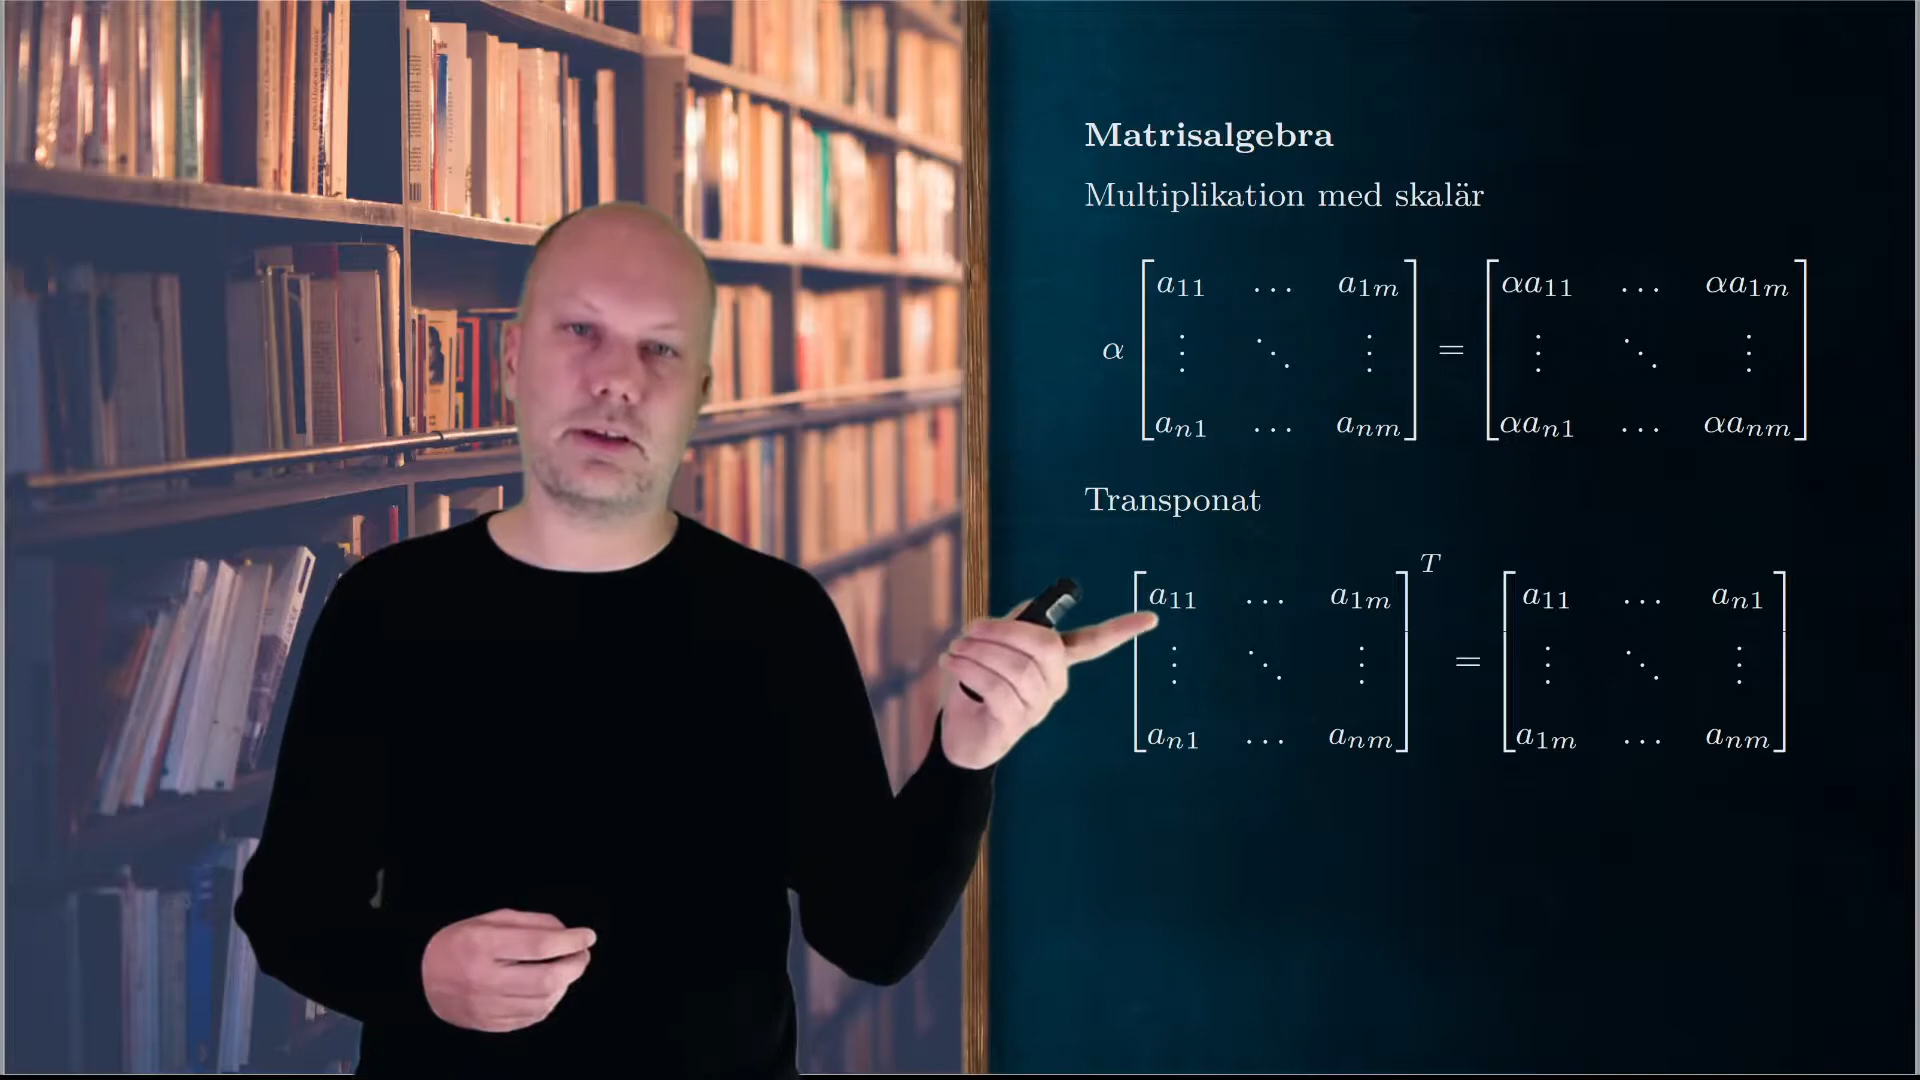 Matrisalgebra
Multiplikation med skalär
α [a₁₁ … a₁ₘ ⋮ ⋱ ⋮ aₙ₁ … aₙₘ] = [αa₁₁ … αa₁ₘ ⋮ ⋱ ⋮ αaₙ₁ … αaₙₘ]
Transponat
[a₁₁ … a₁ₘ ⋮ ⋱ ⋮ aₙ₁ … aₙₘ]ᵀ = [a₁₁ … aₙ₁ ⋮ ⋱ ⋮ a₁ₘ … aₙₘ]